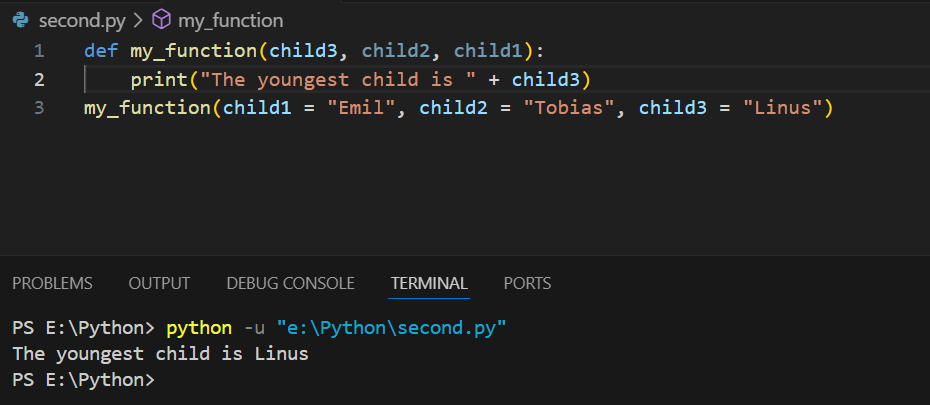 second.py > my_function
1 def my_function(child3, child2, child1):
2     print("The youngest child is " + child3)
3 my_function(child1 = "Emil", child2 = "Tobias", child3 = "Linus")
PROBLEMS OUTPUT DEBUG CONSOLE TERMINAL PORTS
PS E:\Python> python -u "e:\Python\second.py"
The youngest child is Linus
PS E:\Python>